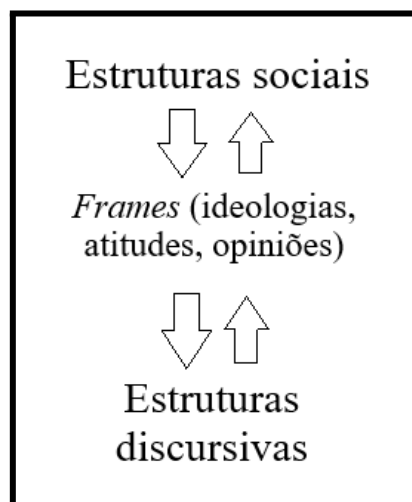 Estruturas sociais
Frames (ideologias,
atitudes, opiniões)
Estruturas
discursivas